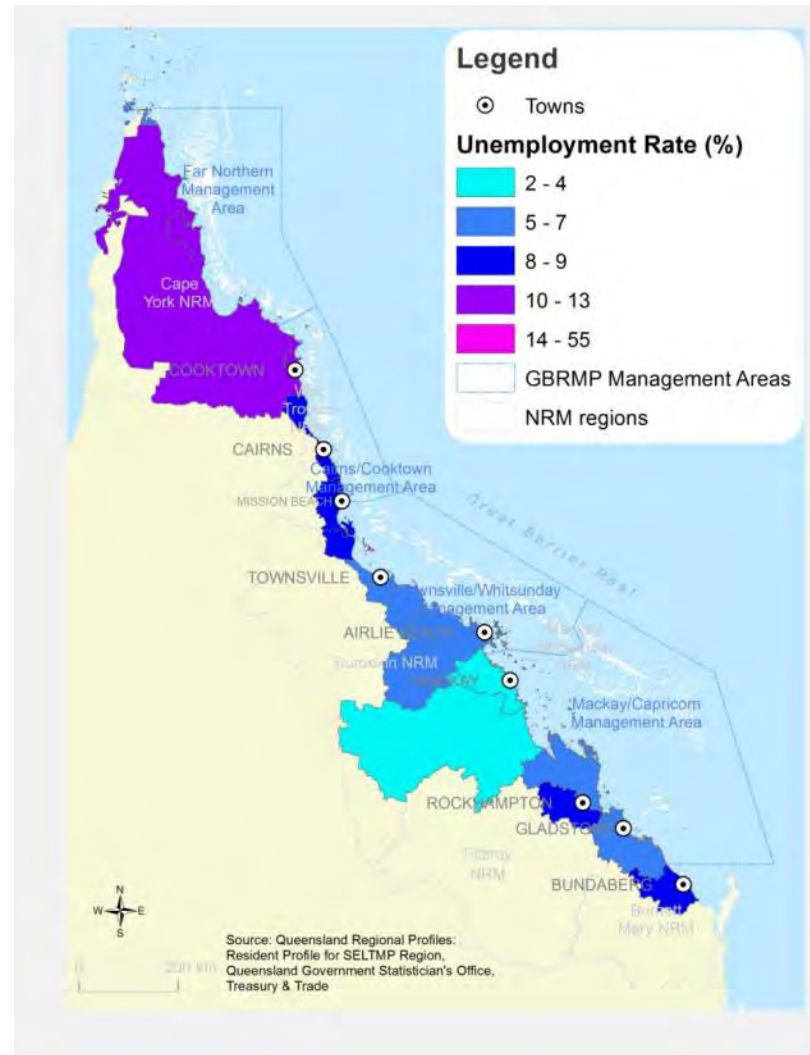 Legend
Towns
Unemployment Rate (%)
2 - 4
5 - 7
8 - 9
10 - 13
14 - 55
GBRMP Management Areas
NRM regions
Far Northern
Management
Area
Cape
York NRM
COOKTOWN
CAIRNS
Cairns/Cooktown
Management Area
MISSION BEACH
Great Barrier Reef
TOWNSVILLE
Townsville/Whitsunday
Management Area
AIRLIE BEACH
Burdekin NRM
MACKAY
Mackay/Capricorn
Management Area
ROCKHAMPTON
GLADSTONE
Fitzroy
NRM
BUNDABERG
Burnett
Mary NRM
N
W E
S
Source: Queensland Regional Profiles:
Resident Profile for SELTMP Region,
Queensland Government Statistician's Office,
Treasury & Trade
0 200 km